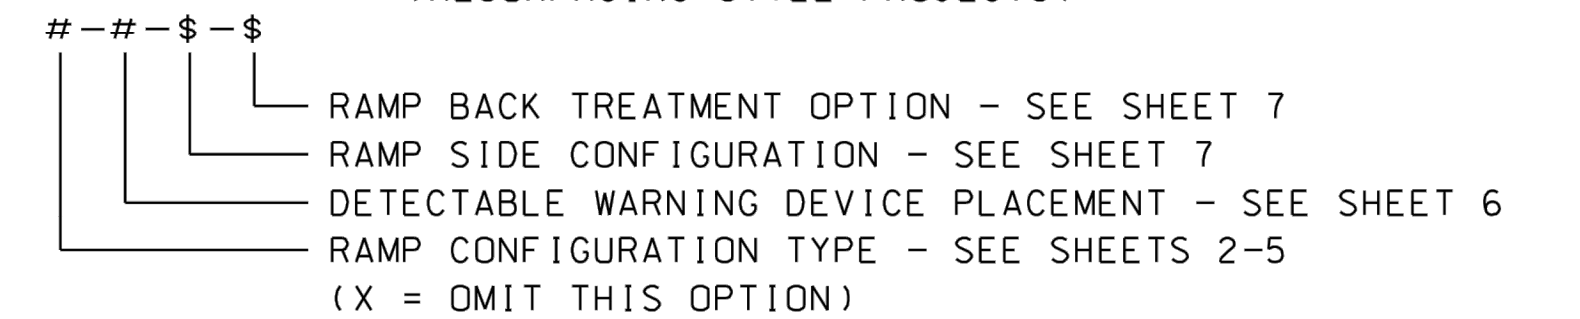 #-#-$-$
RAMP BACK TREATMENT OPTION - SEE SHEET 7
RAMP SIDE CONFIGURATION - SEE SHEET 7
DETECTABLE WARNING DEVICE PLACEMENT - SEE SHEET 6
RAMP CONFIGURATION TYPE - SEE SHEETS 2-5
(X = OMIT THIS OPTION)